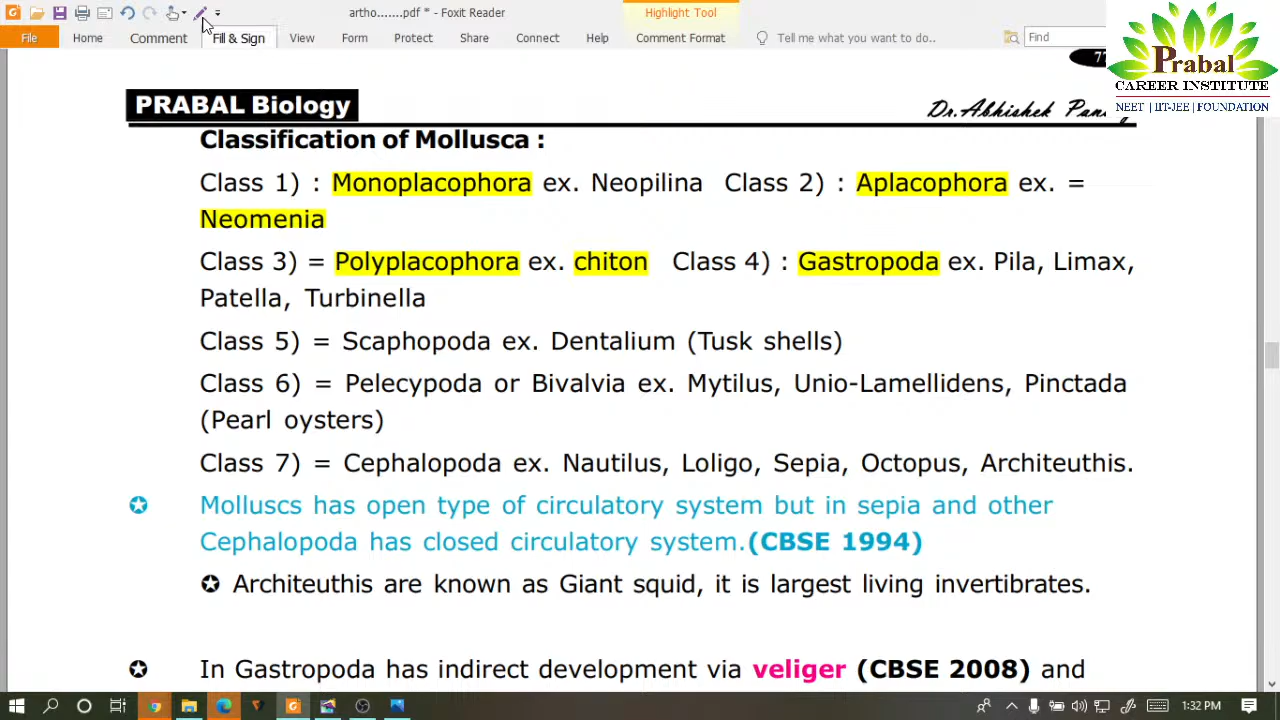 artho.......pdf * - Foxit Reader
Highlight Tool
File Home Comment Fill & Sign View Form Protect Share Connect Help Comment Format Tell me what you want to do.. Find
Prabal
CAREER INSTITUTE
NEET | IIT-JEE | FOUNDATION
PRABAL Biology
Dr.Abhishek
Classification of Mollusca :
Class 1) : Monoplacophora ex. Neopilina Class 2) : Aplacophora ex. =
Neomenia
Class 3) = Polyplacophora ex. chiton Class 4) : Gastropoda ex. Pila, Limax,
Patella, Turbinella
Class 5) = Scaphopoda ex. Dentalium (Tusk shells)
Class 6) = Pelecypoda or Bivalvia ex. Mytilus, Unio-Lamellidens, Pinctada
(Pearl oysters)
Class 7) = Cephalopoda ex. Nautilus, Loligo, Sepia, Octopus, Architeuthis.
Molluscs has open type of circulatory system but in sepia and other
Cephalopoda has closed circulatory system.(CBSE 1994)
Architeuthis are known as Giant squid, it is largest living invertibrates.
In Gastropoda has indirect development via veliger (CBSE 2008) and
1:32 PM